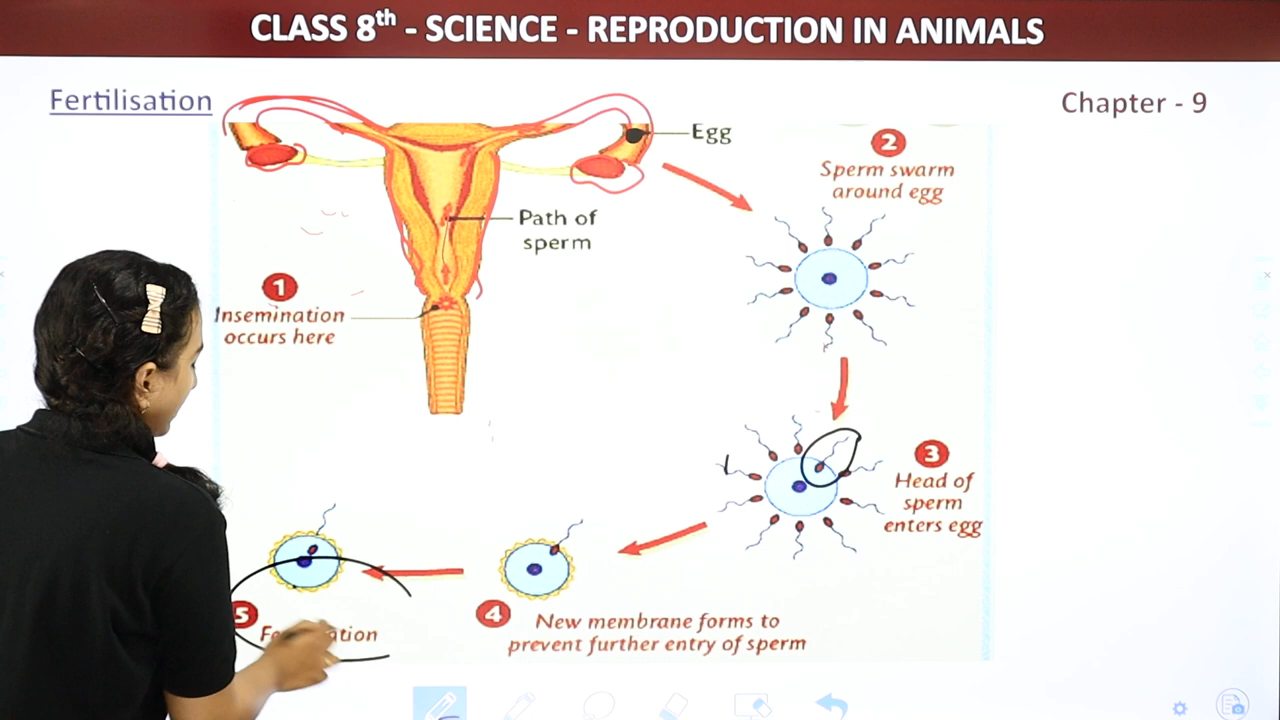 CLASS 8th - SCIENCE - REPRODUCTION IN ANIMALS
Fertilisation
Chapter - 9
Egg
Path of
sperm
1
Insemination
occurs here
2
Sperm swarm
around egg
3
Head of
sperm
enters egg
4
New membrane forms to
prevent further entry of sperm
5